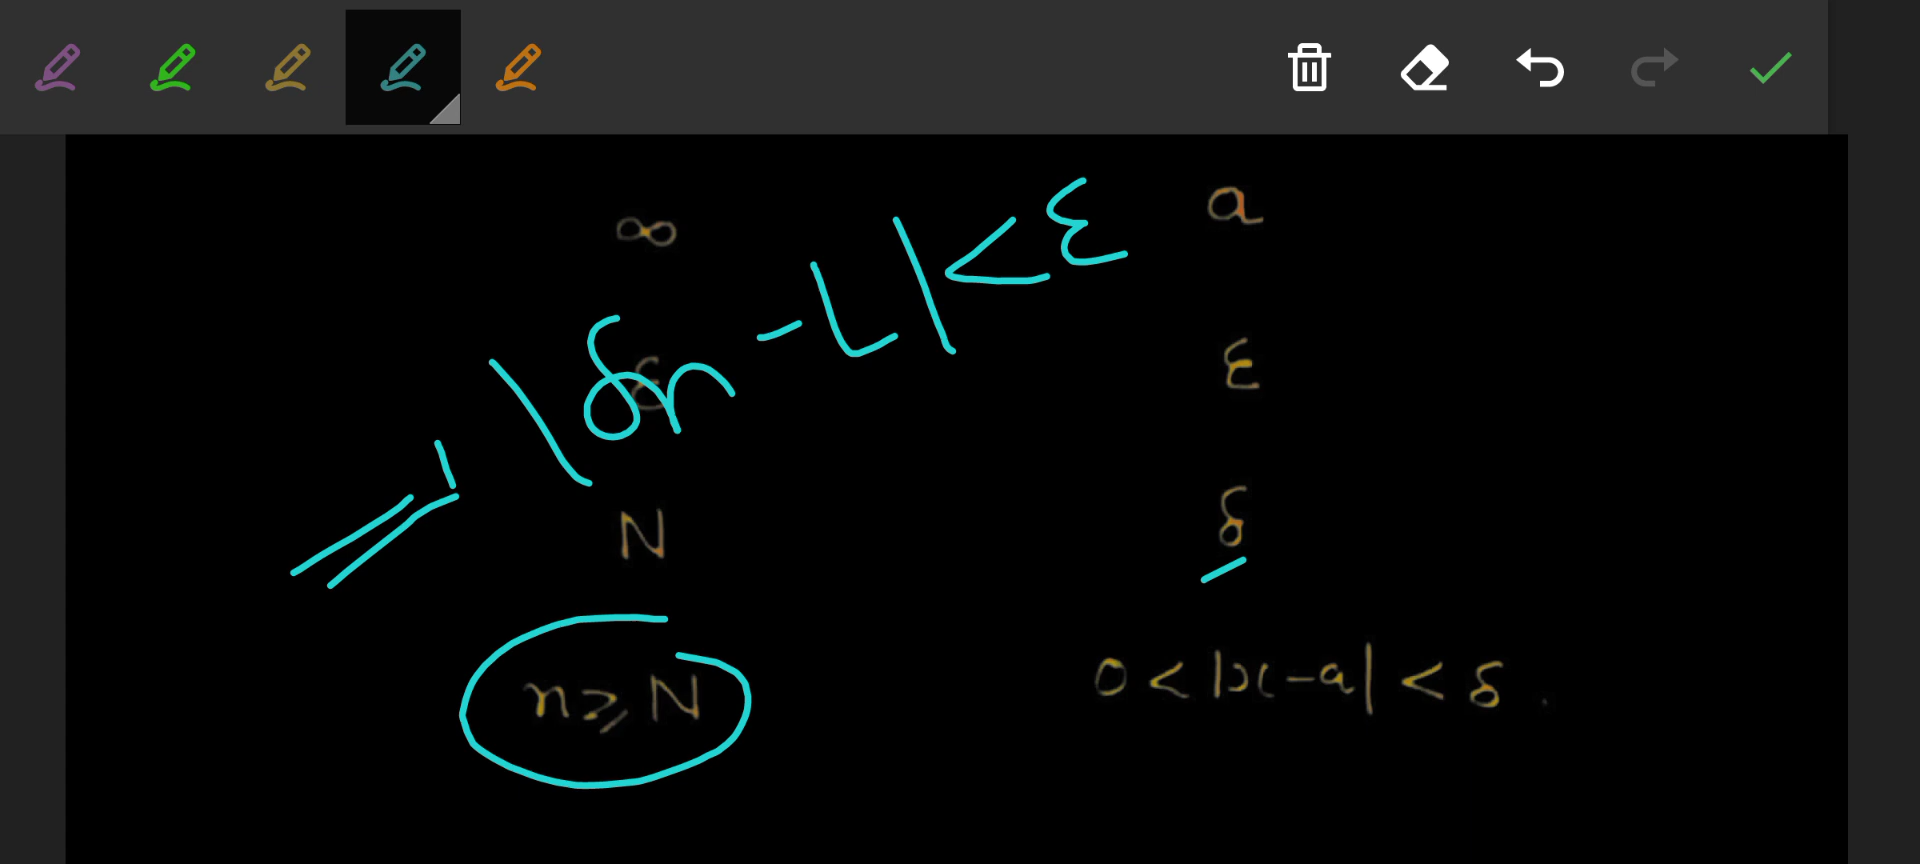 ∞ a
ε ε
N δ
n ≥ N 0 < |x - a| < δ
⇒ |δn - L| < ε